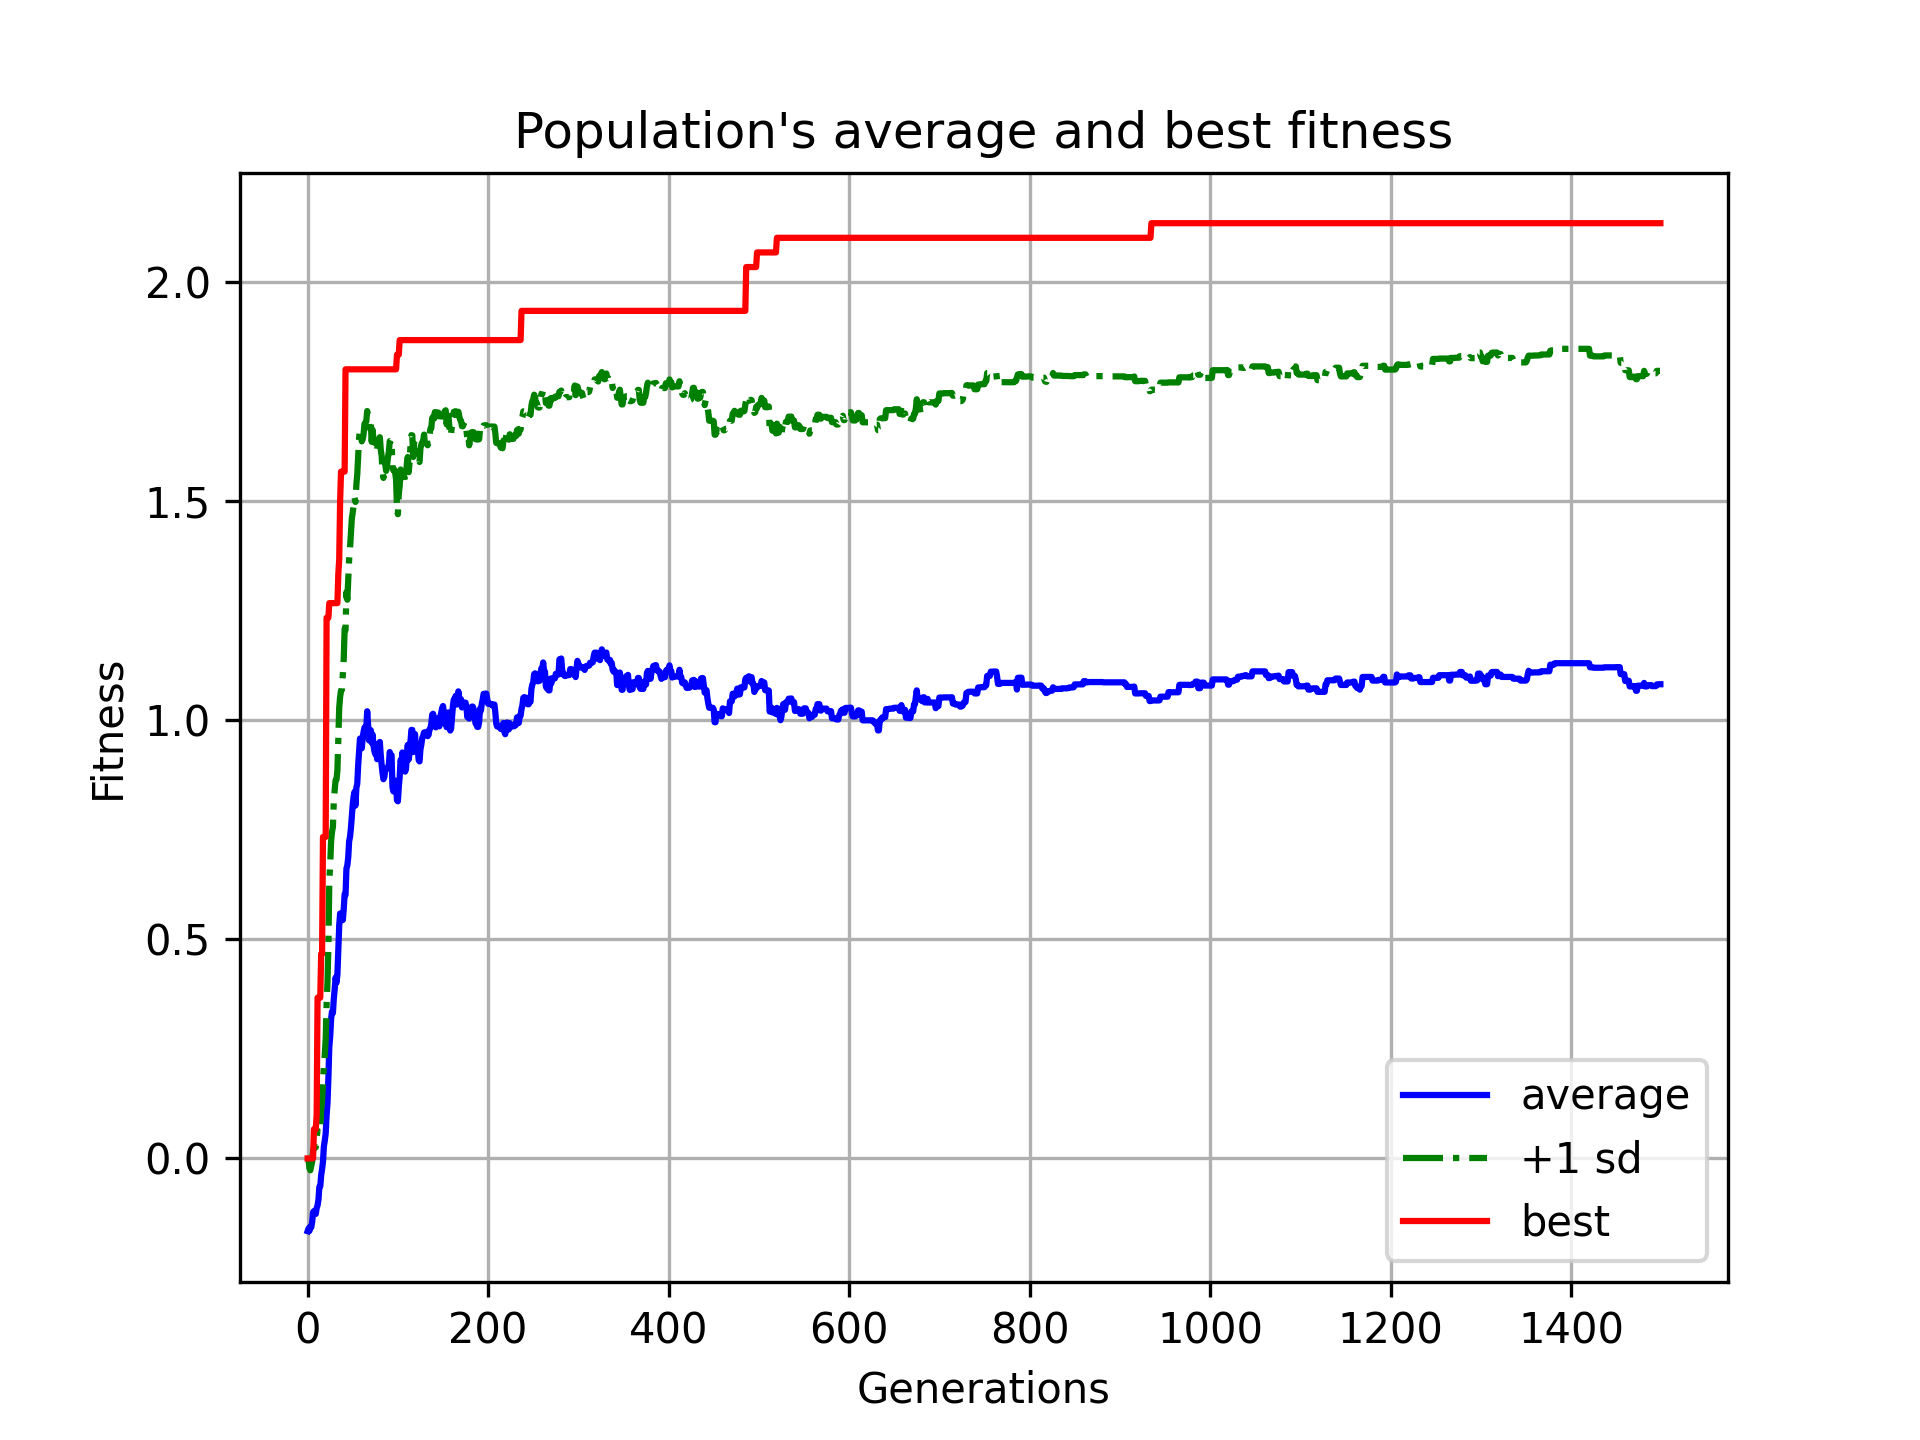 Population's average and best fitness
Fitness
2.0
1.5
1.0
0.5
0.0
0 200 400 600 800 1000 1200 1400
Generations
average
+1 sd
best